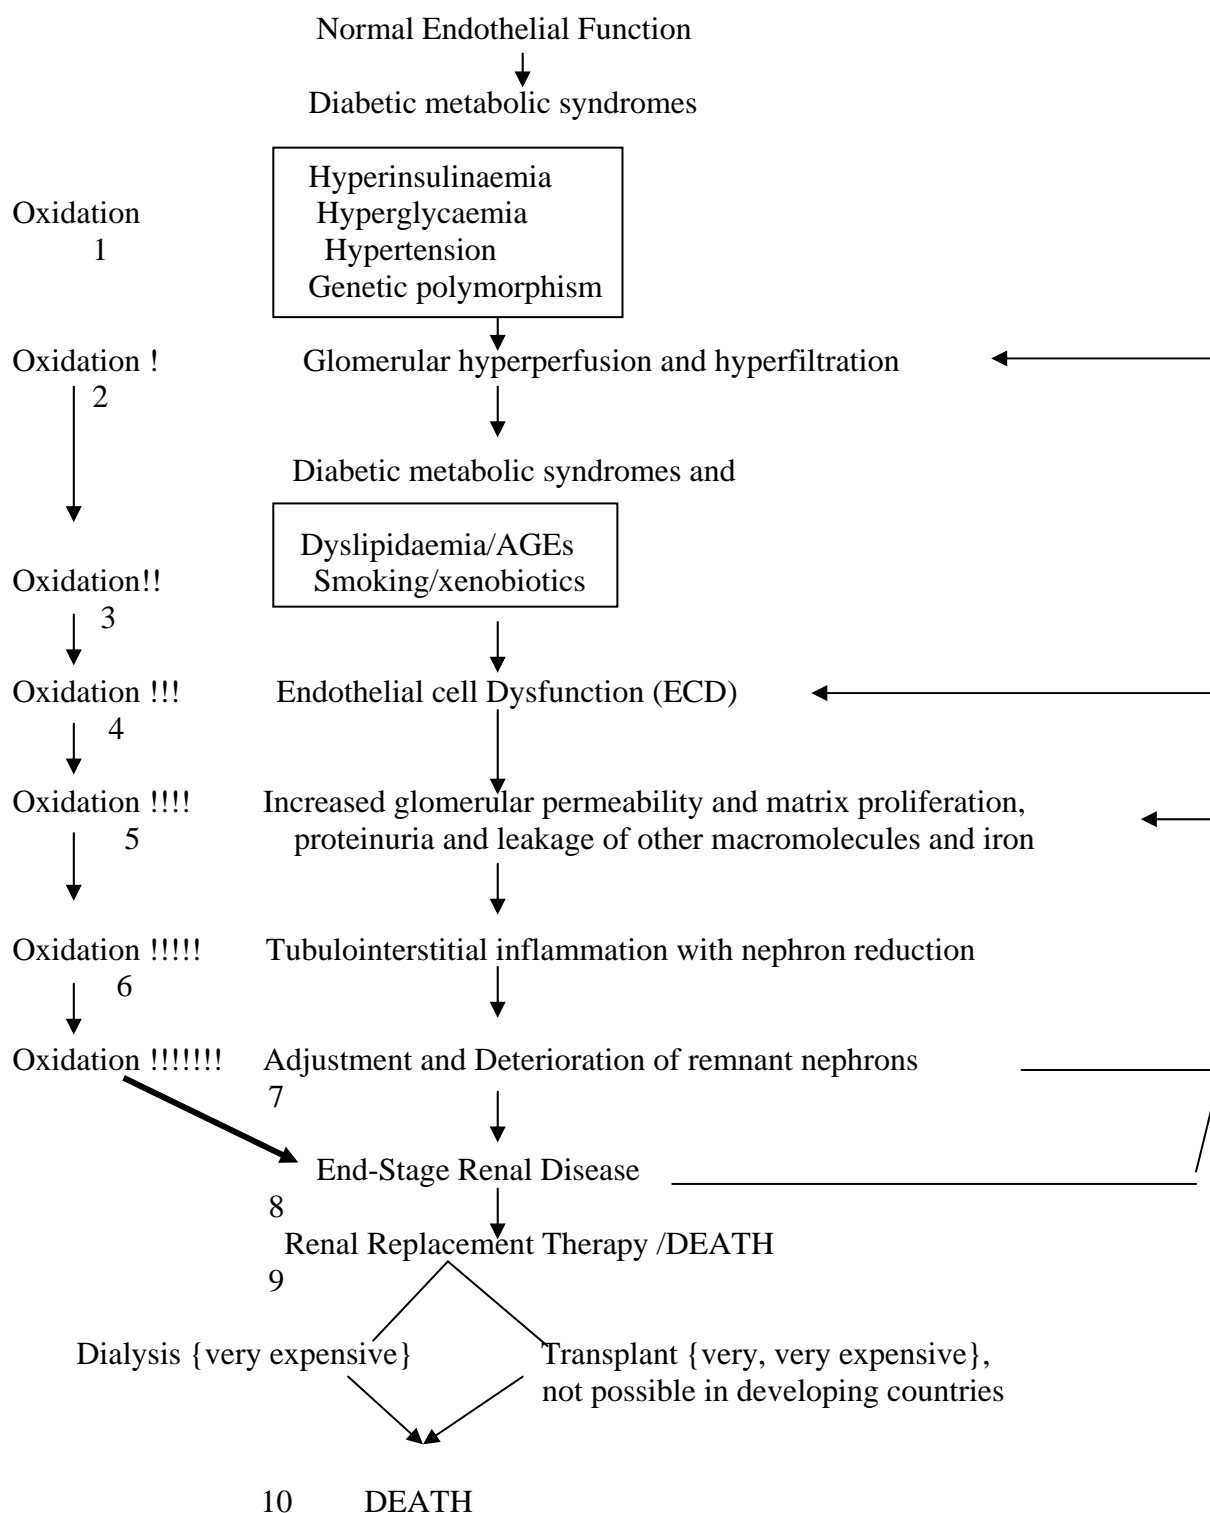 Normal Endothelial Function
Diabetic metabolic syndromes
Hyperinsulinaemia
Oxidation Hyperglycaemia
1 Hypertension
Genetic polymorphism
Oxidation ! Glomerular hyperperfusion and hyperfiltration
2
Diabetic metabolic syndromes and
Dyslipidaemia/AGEs
Oxidation!! Smoking/xenobiotics
3
Oxidation !!! Endothelial cell Dysfunction (ECD)
4
Oxidation !!!! Increased glomerular permeability and matrix proliferation,
5 proteinuria and leakage of other macromolecules and iron
Oxidation !!!!! Tubulointerstitial inflammation with nephron reduction
6
Oxidation !!!!!!! Adjustment and Deterioration of remnant nephrons
7
End-Stage Renal Disease
8
Renal Replacement Therapy /DEATH
9
Dialysis {very expensive} Transplant {very, very expensive},
not possible in developing countries
10 DEATH